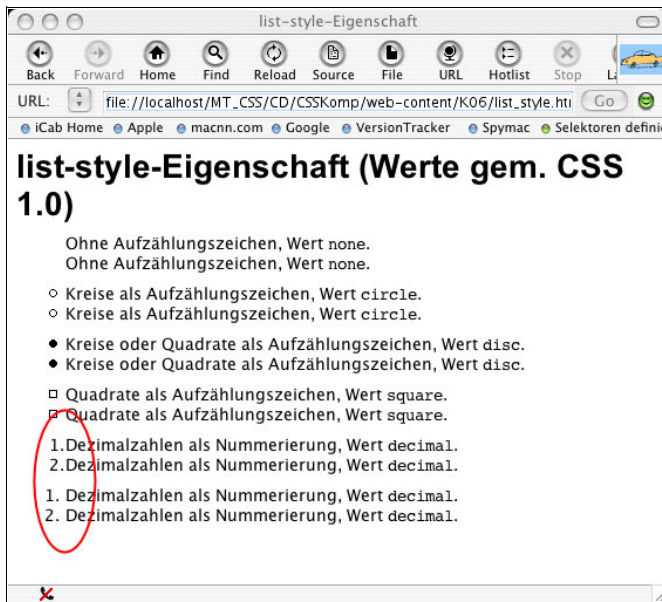 list-style-Eigenschaft
Back Forward Home Find Reload Source File URL Hotlist Stop
URL: file://localhost/MT_CSS/CD/CSSKomp/web-content/K06/list_style.ht Go
iCab Home Apple macnn.com Google VersionTracker Spymac Selektoren
list-style-Eigenschaft (Werte gem. CSS
1.0)
Ohne Aufzählungszeichen, Wert none.
Ohne Aufzählungszeichen, Wert none.
Kreise als Aufzählungszeichen, Wert circle.
Kreise als Aufzählungszeichen, Wert circle.
Kreise oder Quadrate als Aufzählungszeichen, Wert disc.
Kreise oder Quadrate als Aufzählungszeichen, Wert disc.
Quadrate als Aufzählungszeichen, Wert square.
Quadrate als Aufzählungszeichen, Wert square.
1.Dezimalzahlen als Nummerierung, Wert decimal.
2.Dezimalzahlen als Nummerierung, Wert decimal.
1. Dezimalzahlen als Nummerierung, Wert decimal.
2. Dezimalzahlen als Nummerierung, Wert decimal.